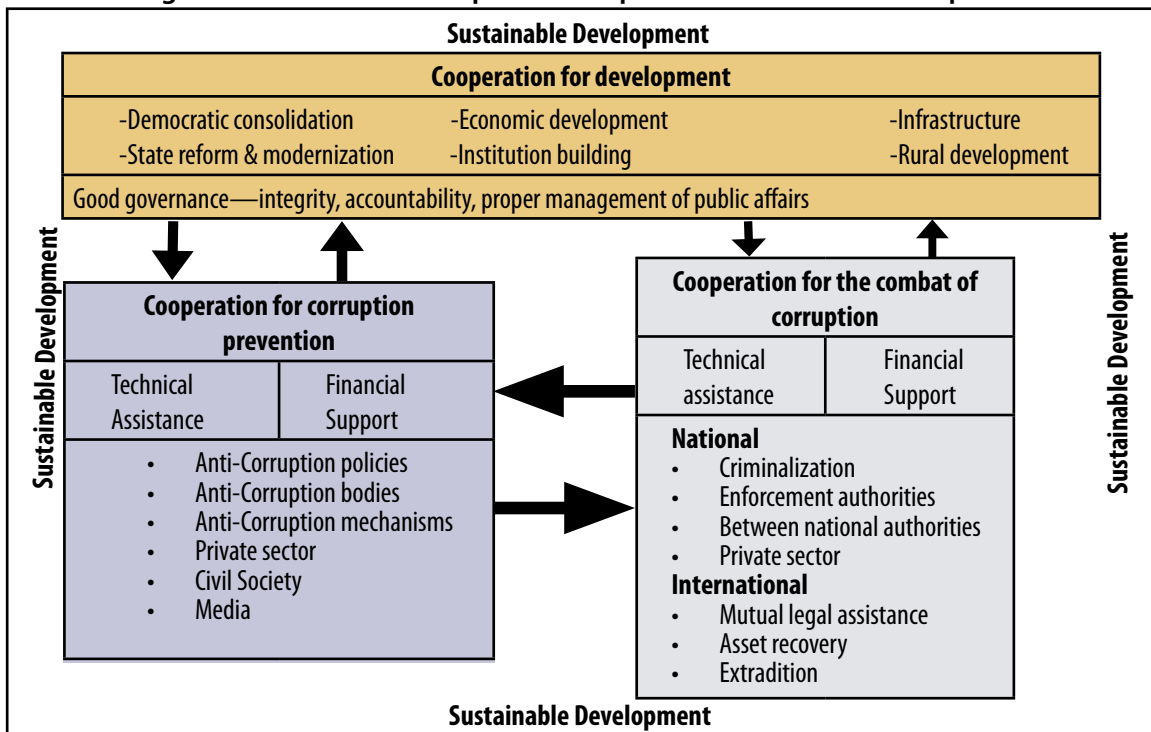 Sustainable Development
Cooperation for development
-Democratic consolidation -Economic development -Infrastructure
-State reform & modernization -Institution building -Rural development
Good governance—integrity, accountability, proper management of public affairs
Sustainable Development
Cooperation for corruption
prevention
Technical Financial
Assistance Support
• Anti-Corruption policies
• Anti-Corruption bodies
• Anti-Corruption mechanisms
• Private sector
• Civil Society
• Media
Cooperation for the combat of
corruption
Technical Financial
assistance Support
National
• Criminalization
• Enforcement authorities
• Between national authorities
• Private sector
International
• Mutual legal assistance
• Asset recovery
• Extradition
Sustainable Development
Sustainable Development